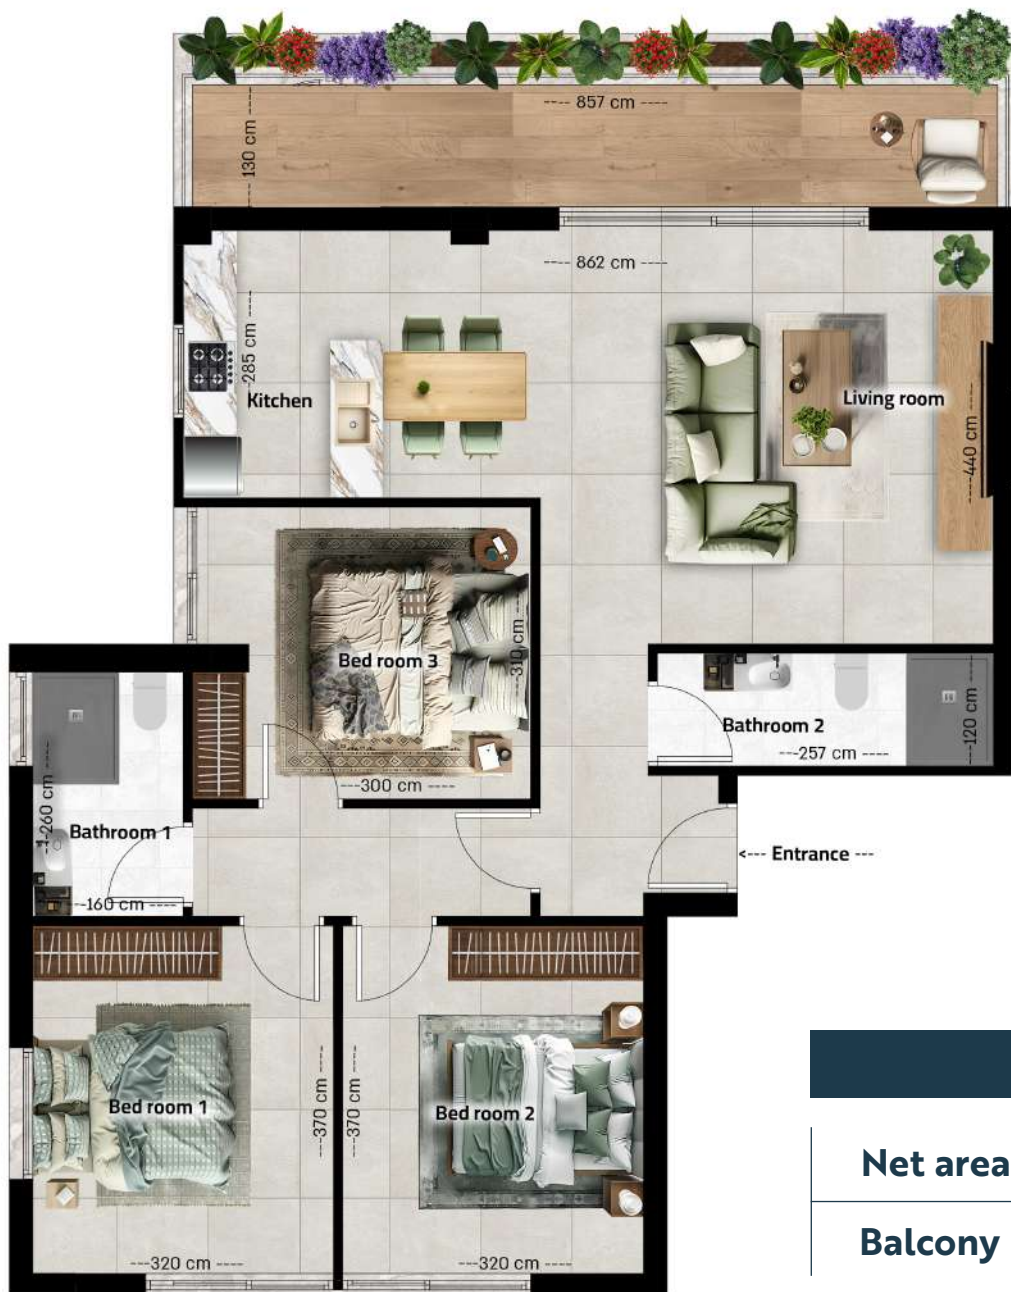 857 cm
130 cm
862 cm
285 cm
Kitchen
Living room
440 cm
Bed room 3
310 cm
300 cm
Bathroom 2
257 cm
120 cm
260 cm
Bathroom 1
160 cm
<--- Entrance ---
Bed room 1
370 cm
370 cm
Bed room 2
320 cm
320 cm
Net area
Balcony